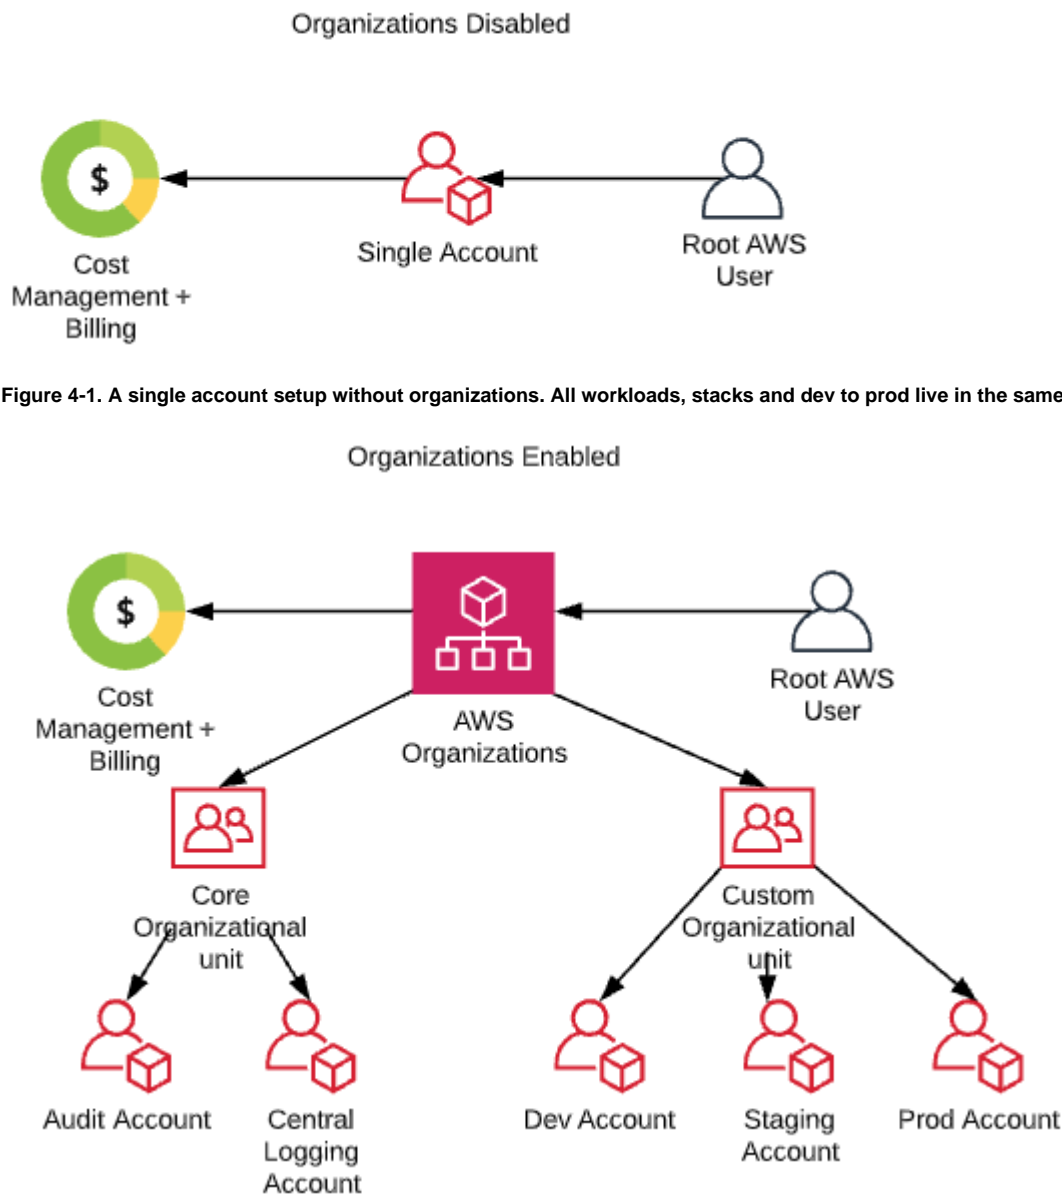 Organizations Disabled
$
Cost
Management +
Billing
Single Account
Root AWS
User
Figure 4-1. A single account setup without organizations. All workloads, stacks and dev to prod live in the same
Organizations Enabled
$
Cost
Management +
Billing
AWS
Organizations
Root AWS
User
Core
Organizational
unit
Custom
Organizational
unit
Audit Account
Central
Logging
Account
Dev Account
Staging
Account
Prod Account